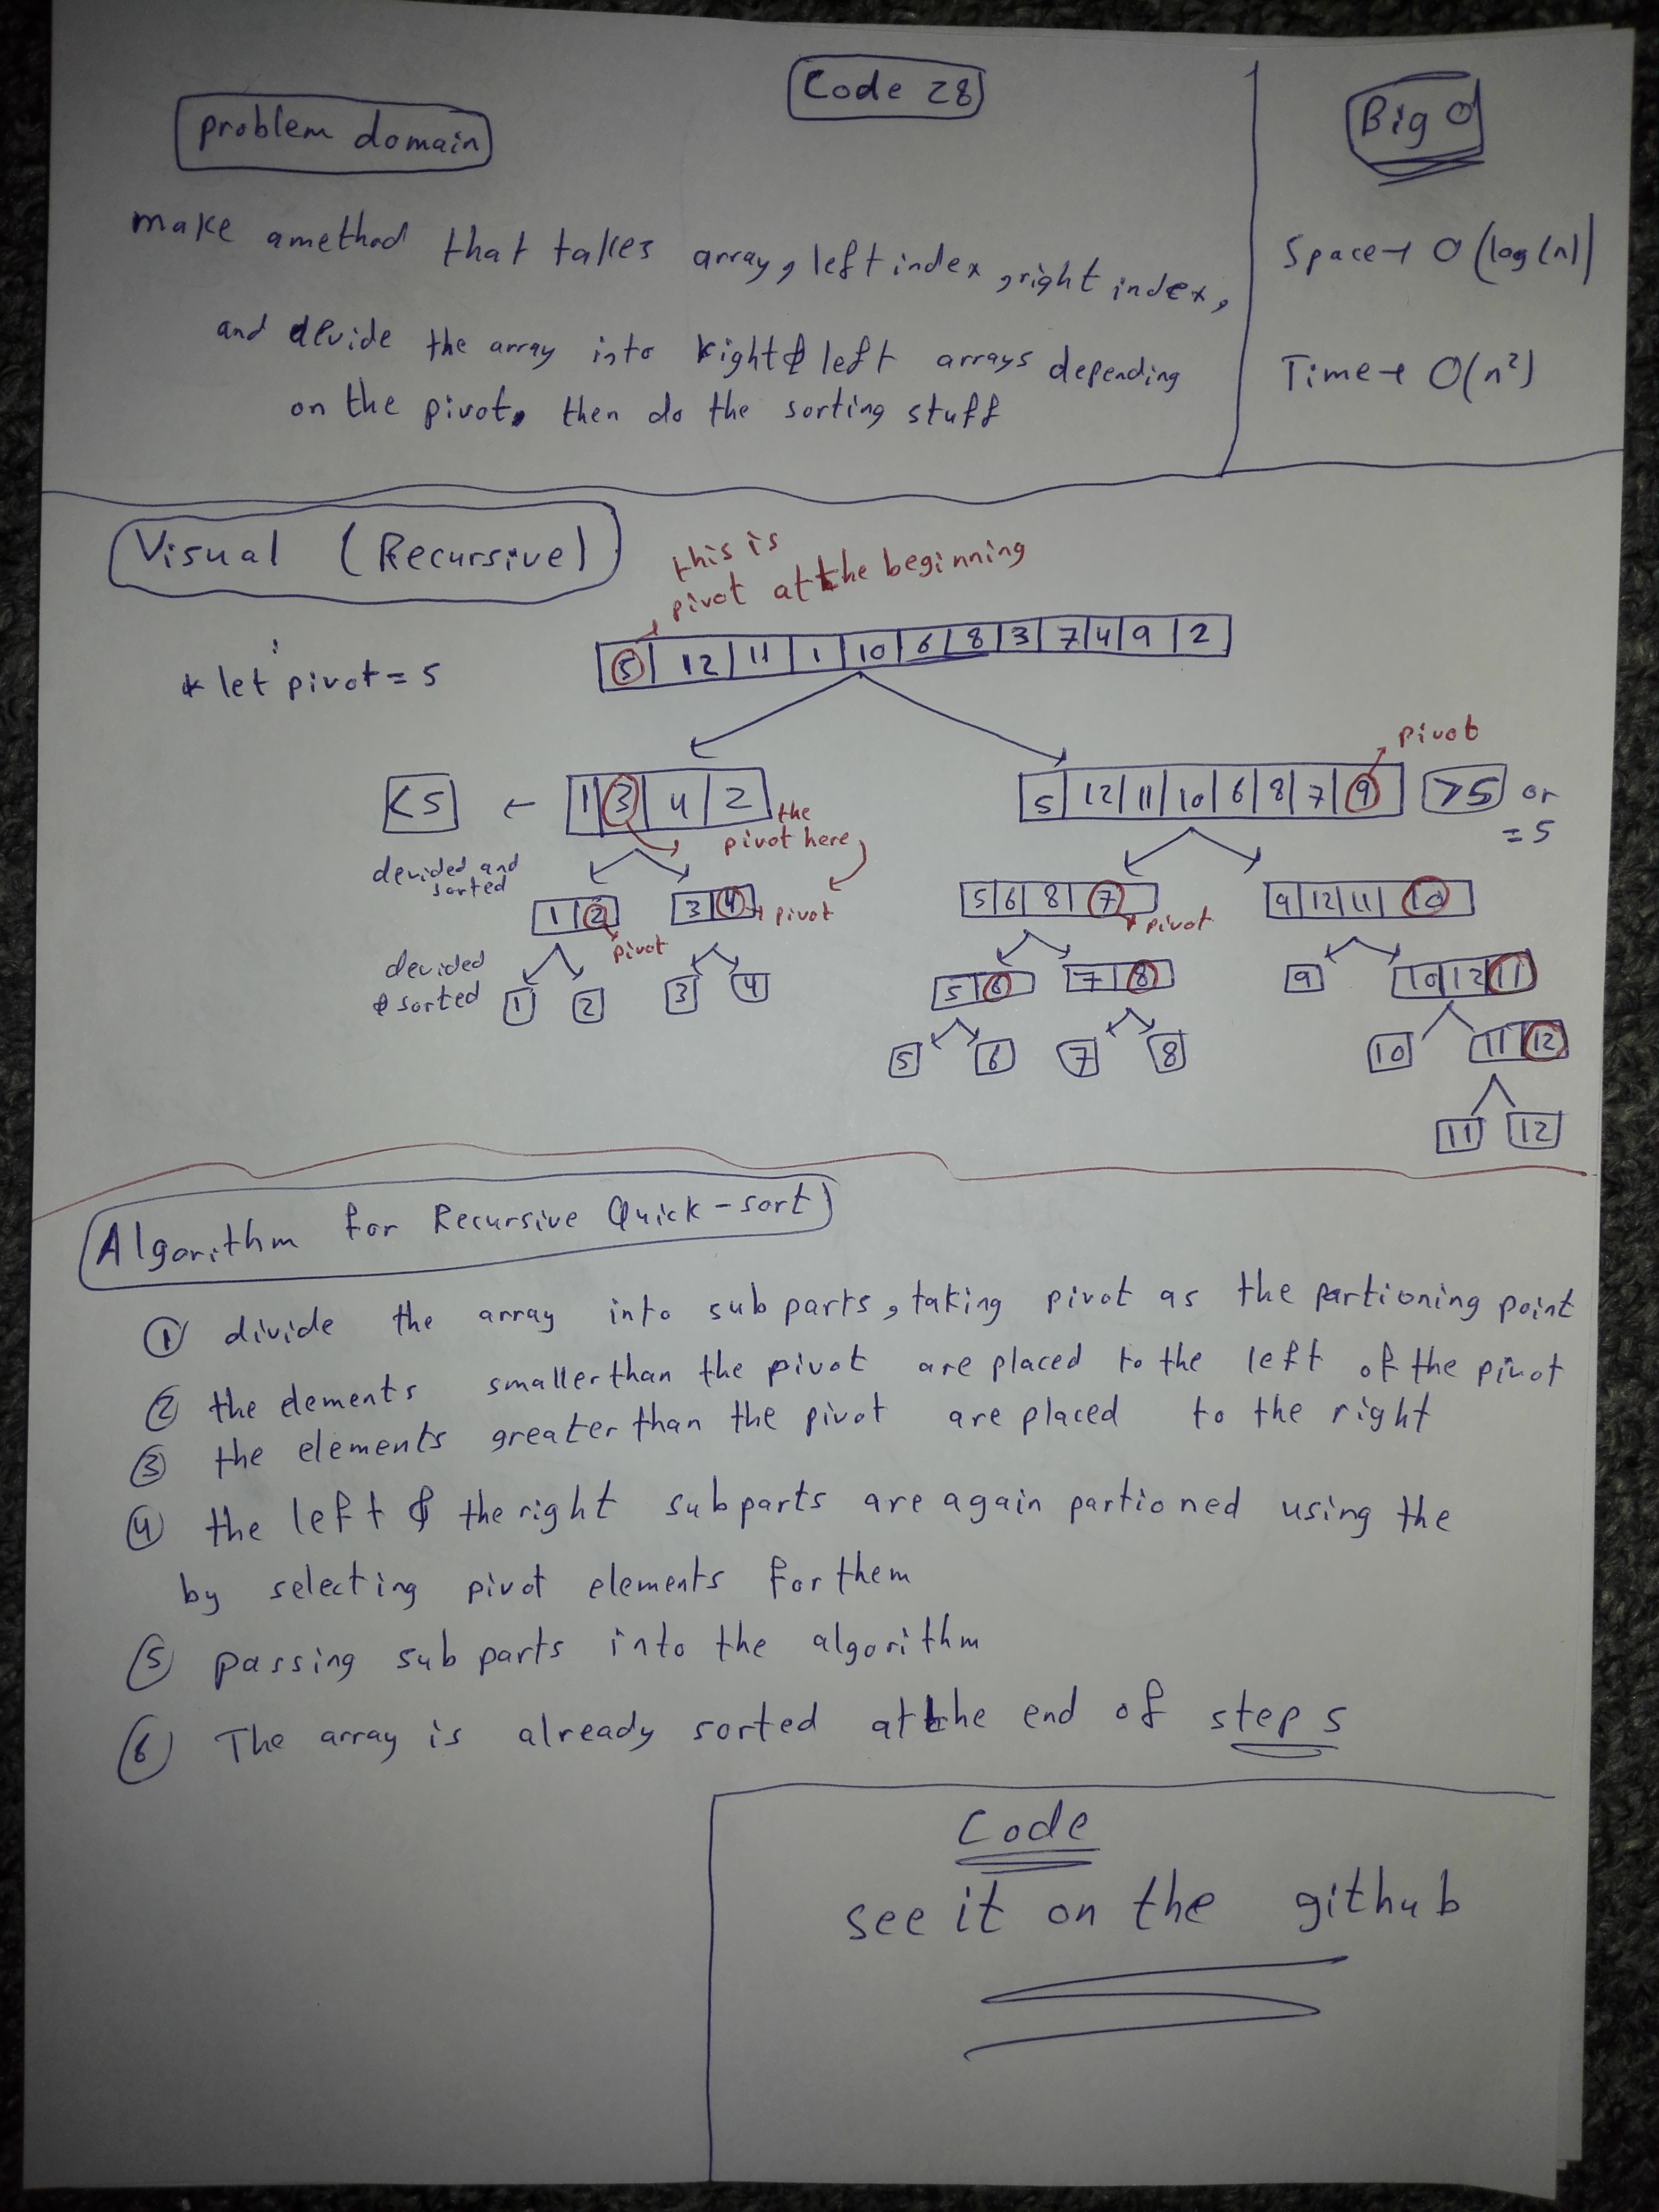 Code 28
problem domain
make a method that takes array, left index, right index,
and devide the array into right & left arrays depending
on the pivot, then do the sorting stuff
Big O
Space → O(log(n))
Time → O(n²)
Visual (Recursive)
this is
pivot at the beginning
* let pivot = 5
5 12 11 1 10 6 8 3 7 4 9 2
pivot
<5 ← 1 3 4 2
5 12 11 10 6 8 7 9 >5 or
= 5
the
pivot here
devided and
sorted
1 2 3 4 → pivot
pivot
5 6 8 7 9 12 11 10
pivot
devided
& sorted
1 2 3 4
5 6 7 8 9 10 12 11
5 6 7 8 10 11 12
11 12
Algorithm for Recursive Quick-sort
① divide the array into subparts, taking pivot as the partioning point
② the elements smaller than the pivot are placed to the left of the pivot
③ the elements greater than the pivot are placed to the right
④ the left & the right subparts are again partioned using the
by selecting pivot elements for them
⑤ passing subparts into the algorithm
⑥ The array is already sorted at the end of steps
Code
see it on the github